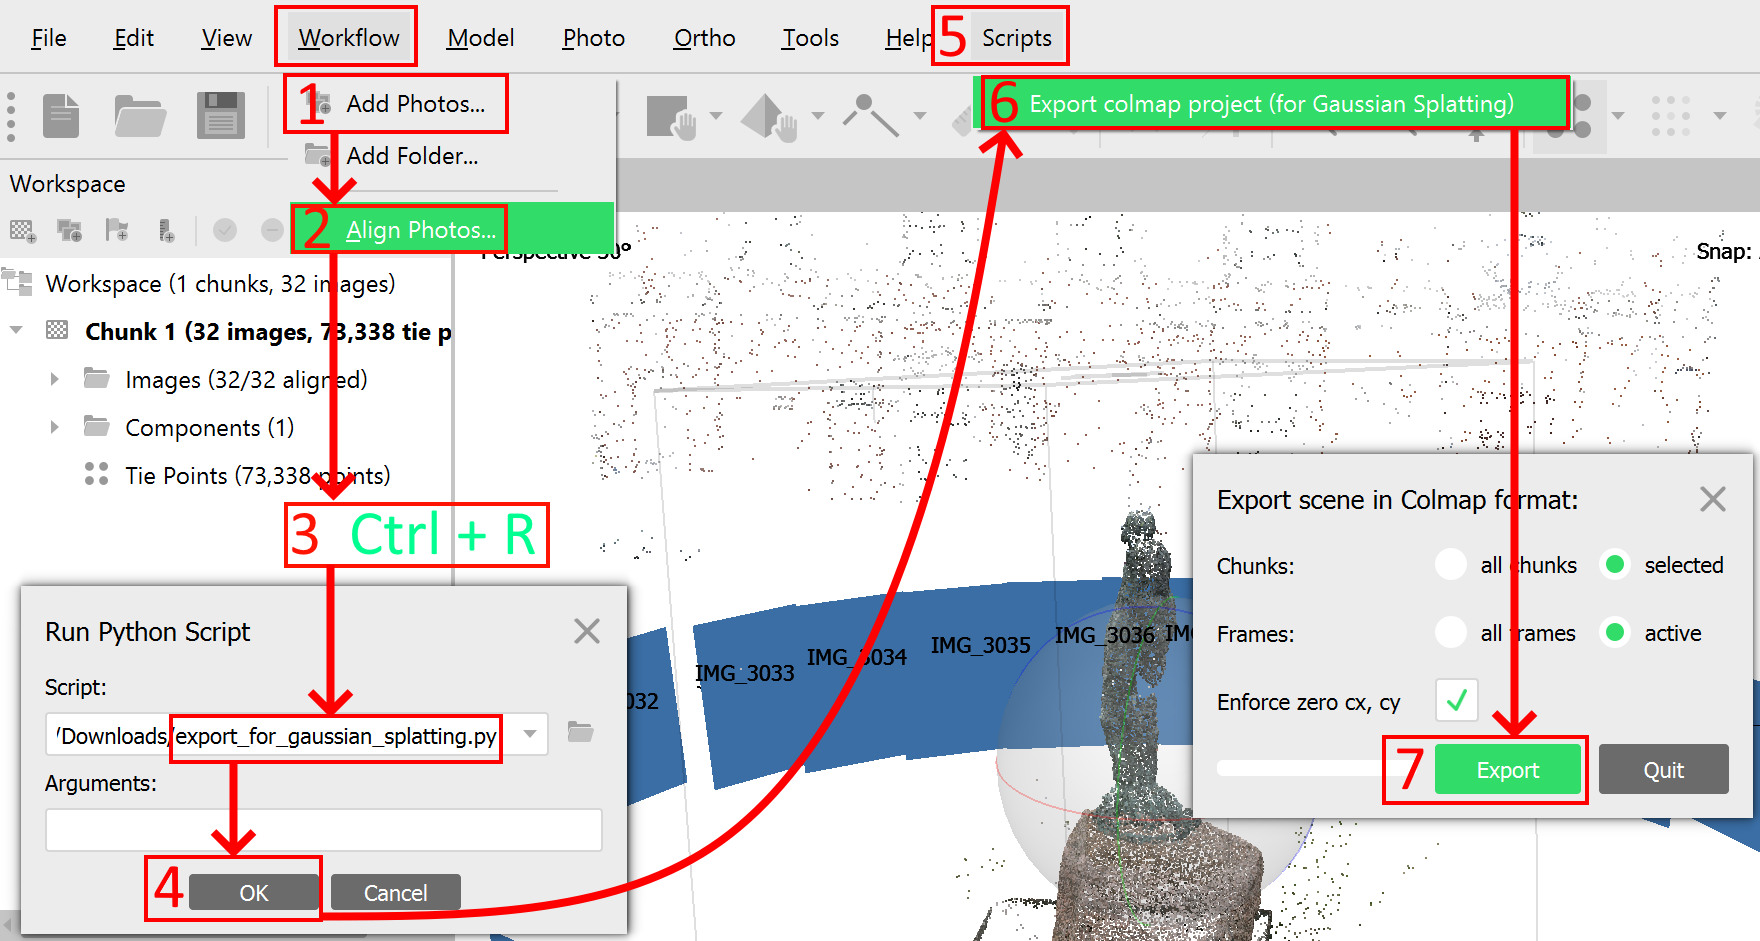 File Edit View Workflow Model Photo Ortho Tools Help 5 Scripts
1 Add Photos...
6 Export colmap project (for Gaussian Splatting)
Add Folder...
Workspace
2 Align Photos...
Perspective 30°
Snap:
Workspace (1 chunks, 32 images)
Chunk 1 (32 images, 73,338 tie p
Images (32/32 aligned)
Components (1)
Tie Points (73,338 points)
3 Ctrl + R
Run Python Script
Script:
/Downloads/export_for_gaussian_splatting.py
Arguments:
4 OK Cancel
032
IMG_3033
IMG_3034
IMG_3035
IMG_3036
IM
Export scene in Colmap format:
Chunks: all chunks selected
Frames: all frames active
Enforce zero cx, cy
7 Export Quit